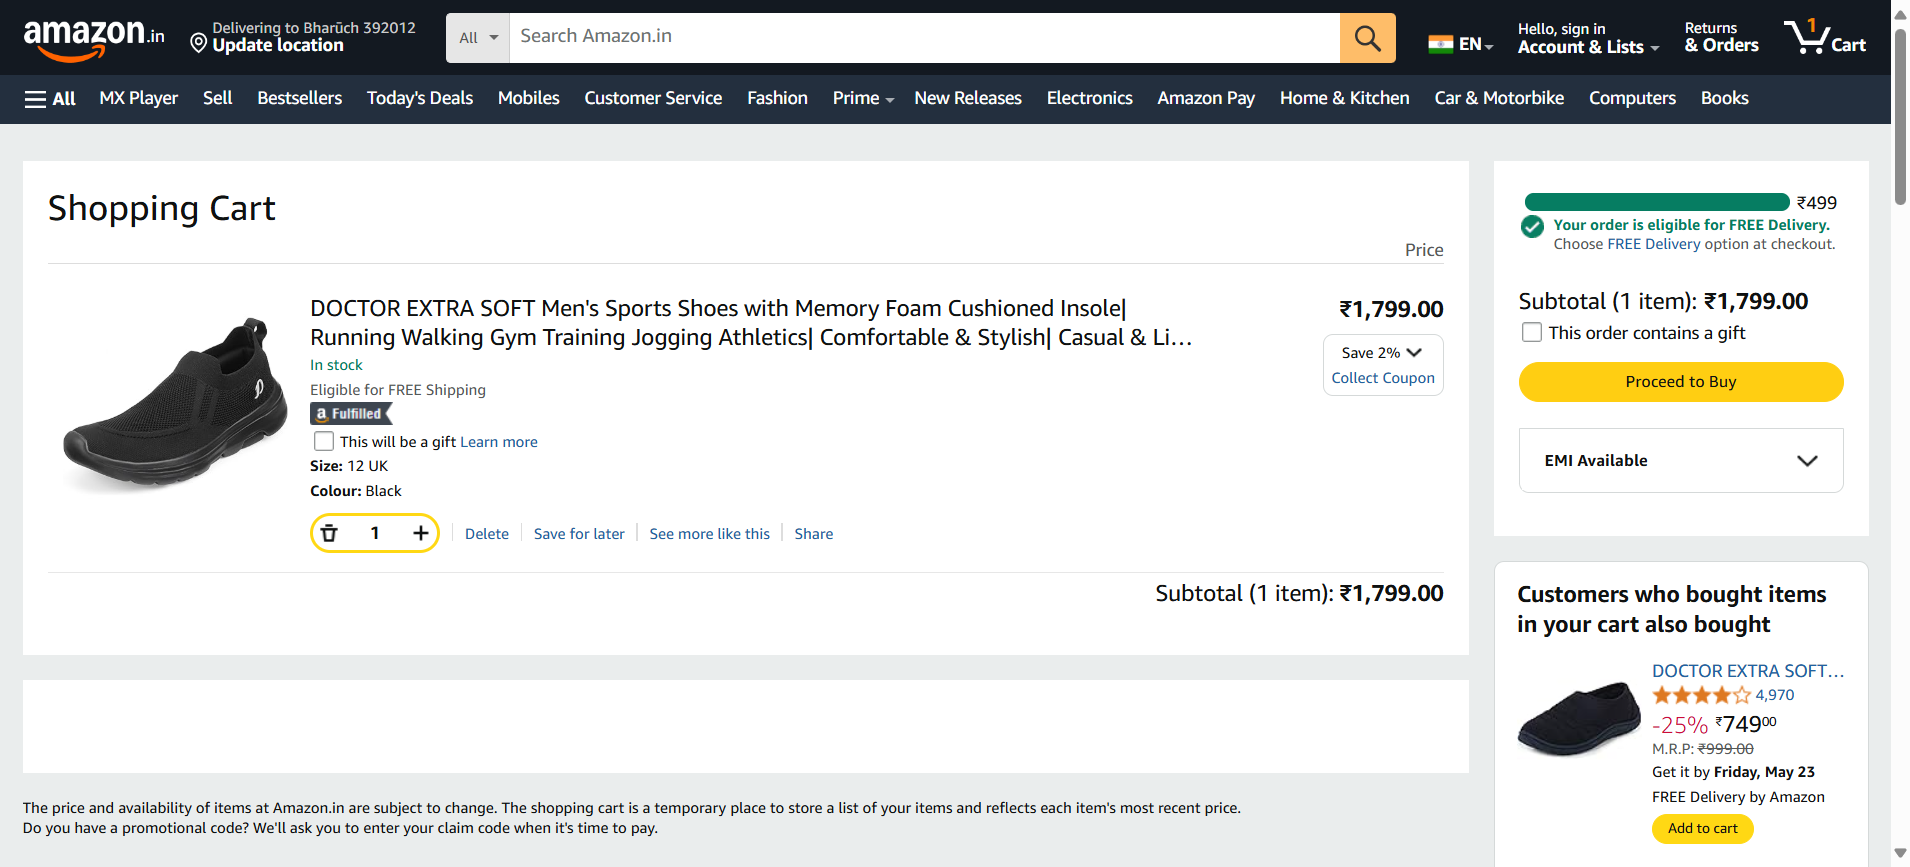 amazon.in
Delivering to Bharūch 392012
Update location
All
Search Amazon.in
EN
Hello, sign in
Account & Lists
Returns
& Orders
1
Cart
All
MX Player
Sell
Bestsellers
Today's Deals
Mobiles
Customer Service
Fashion
Prime
New Releases
Electronics
Amazon Pay
Home & Kitchen
Car & Motorbike
Computers
Books
Shopping Cart
Price
DOCTOR EXTRA SOFT Men's Sports Shoes with Memory Foam Cushioned Insole|
Running Walking Gym Training Jogging Athletics| Comfortable & Stylish| Casual & Li…
In stock
Eligible for FREE Shipping
a Fulfilled
This will be a gift Learn more
Size: 12 UK
Colour: Black
1
Delete
Save for later
See more like this
Share
₹1,799.00
Save 2%
Collect Coupon
Subtotal (1 item): ₹1,799.00
₹499
Your order is eligible for FREE Delivery.
Choose FREE Delivery option at checkout.
Subtotal (1 item): ₹1,799.00
This order contains a gift
Proceed to Buy
EMI Available
Customers who bought items
in your cart also bought
DOCTOR EXTRA SOFT…
4,970
-25% ₹74900
M.R.P: ₹999.00
Get it by Friday, May 23
FREE Delivery by Amazon
Add to cart
The price and availability of items at Amazon.in are subject to change. The shopping cart is a temporary place to store a list of your items and reflects each item's most recent price.
Do you have a promotional code? We'll ask you to enter your claim code when it's time to pay.